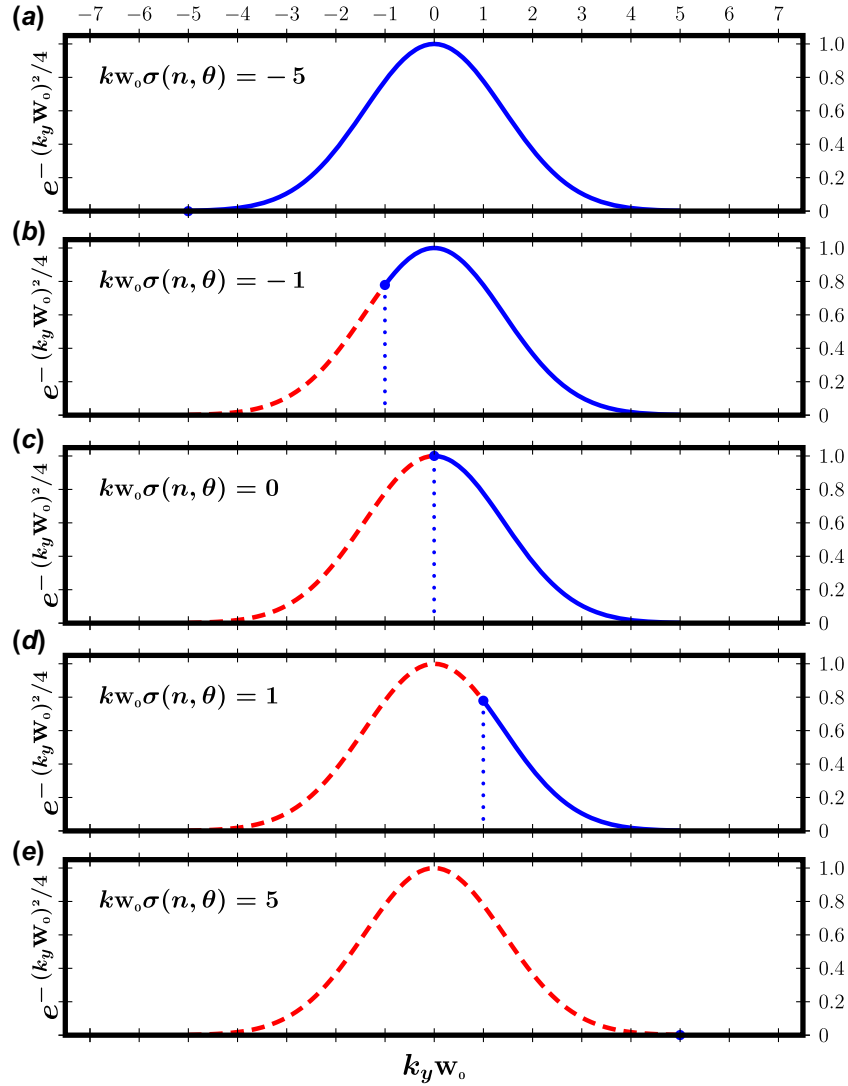 (a)
−7 −6 −5 −4 −3 −2 −1 0 1 2 3 4 5 6 7
kw₀σ(n, θ) = − 5
e^−(k_y w₀)²/4
1.0
0.8
0.6
0.4
0.2
0
(b)
kw₀σ(n, θ) = − 1
e^−(k_y w₀)²/4
1.0
0.8
0.6
0.4
0.2
0
(c)
kw₀σ(n, θ) = 0
e^−(k_y w₀)²/4
1.0
0.8
0.6
0.4
0.2
0
(d)
kw₀σ(n, θ) = 1
e^−(k_y w₀)²/4
1.0
0.8
0.6
0.4
0.2
0
(e)
kw₀σ(n, θ) = 5
e^−(k_y w₀)²/4
1.0
0.8
0.6
0.4
0.2
0
k_y w₀